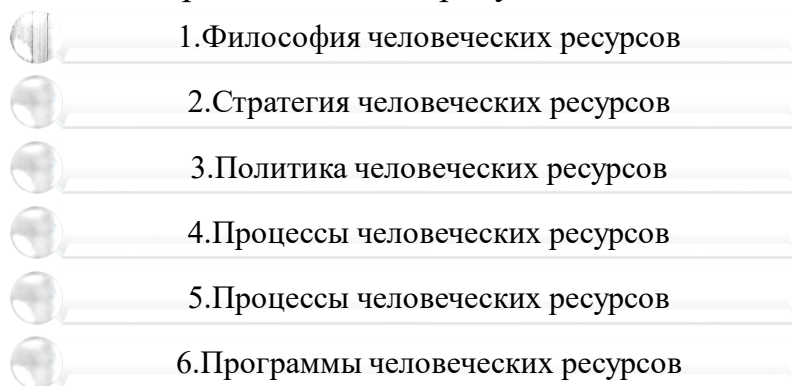 1.Философия человеческих ресурсов
2.Стратегия человеческих ресурсов
3.Политика человеческих ресурсов
4.Процессы человеческих ресурсов
5.Процессы человеческих ресурсов
6.Программы человеческих ресурсов